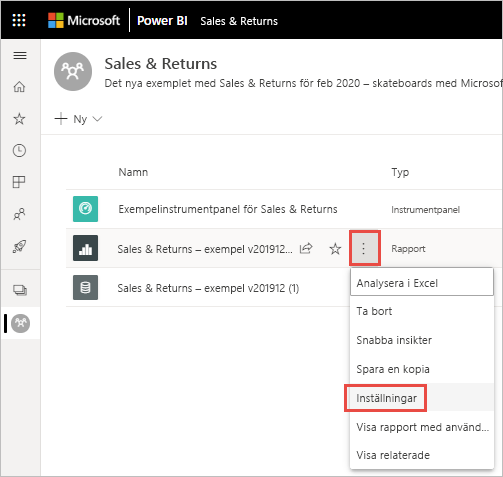 Microsoft Power BI Sales & Returns
Sales & Returns
Det nya exemplet med Sales & Returns för feb 2020 – skateboards med Microsof
+ Ny
Namn Typ
Exempelinstrumentpanel för Sales & Returns Instrumentpanel
Sales & Returns – exempel v201912... Rapport
Sales & Returns – exempel v201912 (1)
Analysera i Excel
Ta bort
Snabba insikter
Spara en kopia
Inställningar
Visa rapport med använd...
Visa relaterade